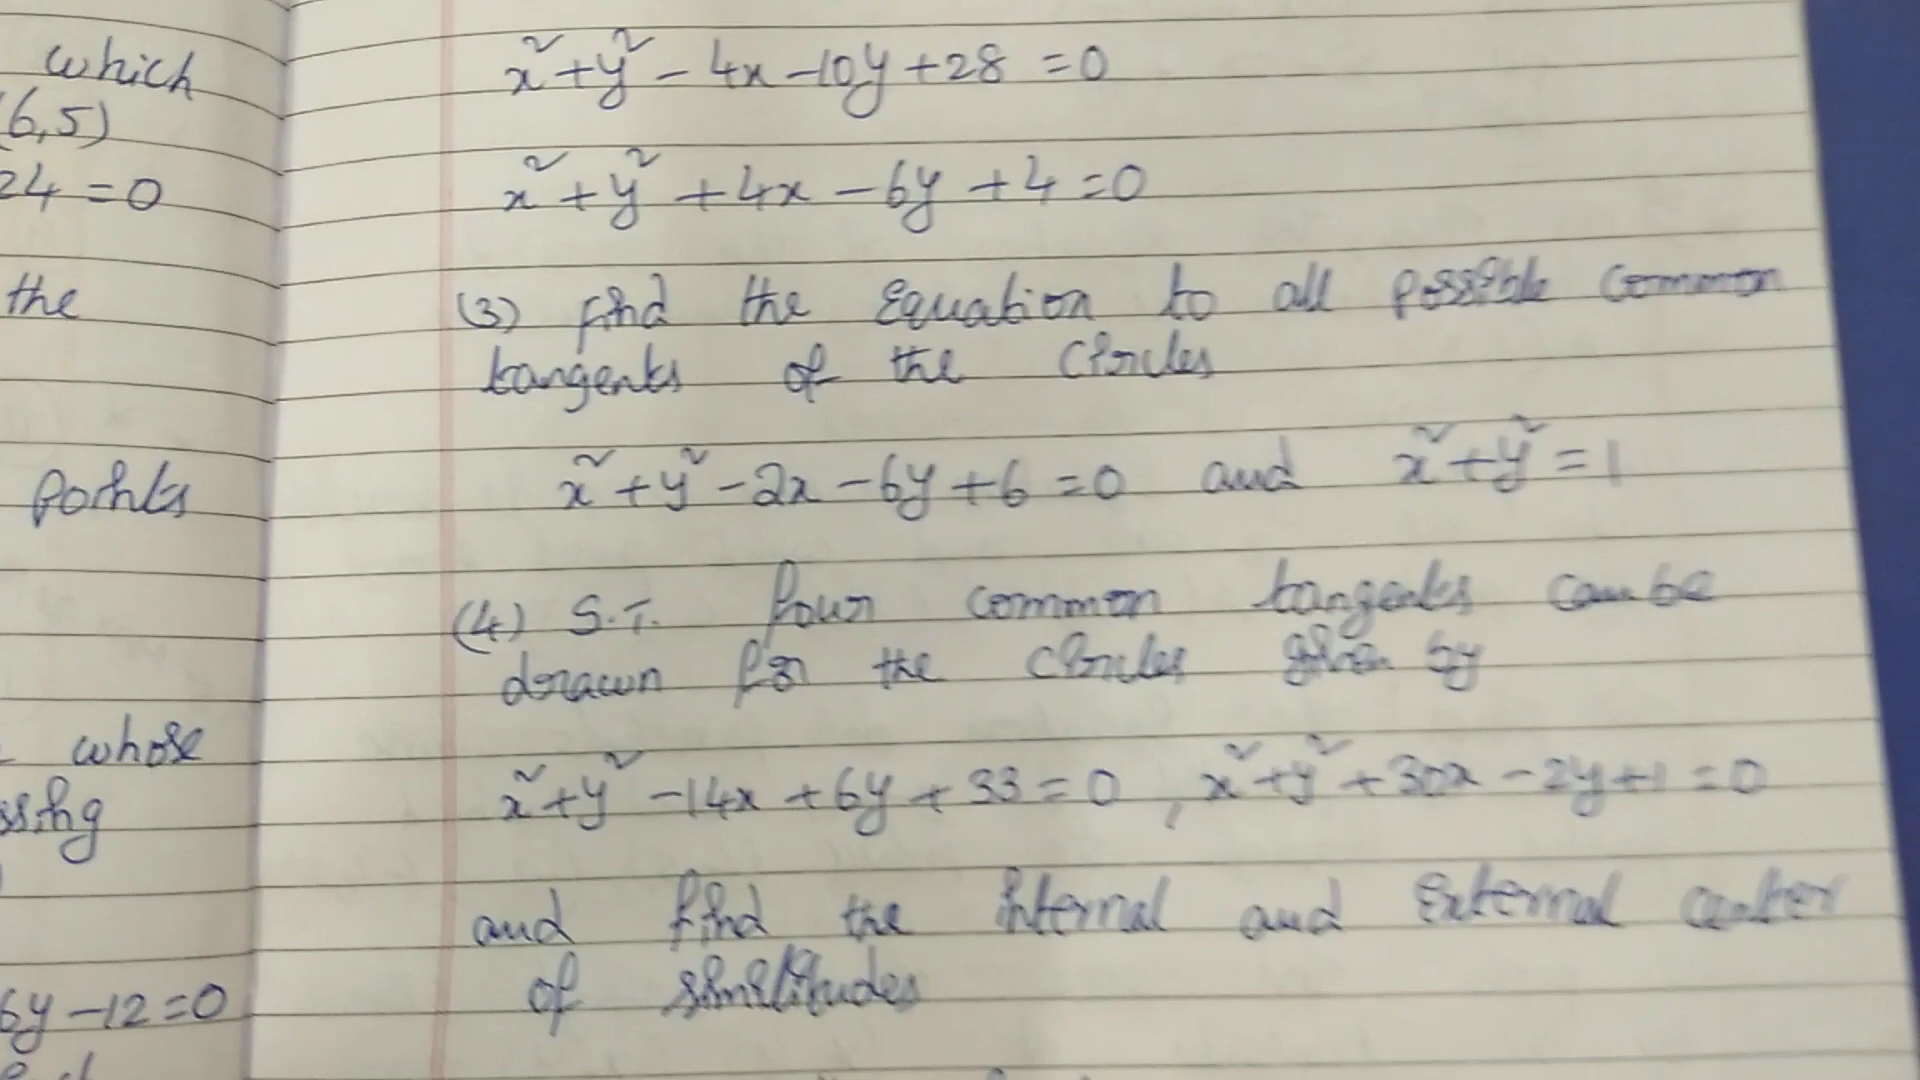 which
(6,5)
24 = 0
the
points
whose
ssing
6y - 12 = 0
x² + y² - 4x - 10y + 28 = 0
x² + y² + 4x - 6y + 4 = 0
(3) Find the Equation to all possible common
tangents of the circles
x² + y² - 2x - 6y + 6 = 0 and x² + y² = 1
(4) S.T. four common tangents can be
drawn for the circles given by
x² + y² - 14x + 6y + 33 = 0 , x² + y² + 30x - 2y + 1 = 0
and find the internal and External center
of similitudes